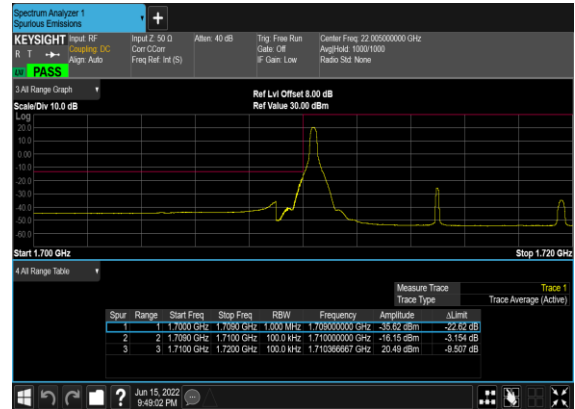 Spectrum Analyzer 1
Spurious Emissions
KEYSIGHT
R T
LXI PASS
Input: RF
Coupling: DC
Align: Auto
Input Z: 50 Ω
Corr CCorr
Freq Ref: Int (S)
Atten: 40 dB
Trig: Free Run
Gate: Off
IF Gain: Low
Center Freq: 22.005000000 GHz
Avg|Hold: 1000/1000
Radio Std: None
3 All Range Graph
Ref Lvl Offset 8.00 dB
Scale/Div 10.0 dB
Ref Value 30.00 dBm
Log
20.0
10.0
0.00
-10.0
-20.0
-30.0
-40.0
-50.0
-60.0
Start 1.700 GHz
Stop 1.720 GHz
4 All Range Table
Measure Trace Trace 1
Trace Type Trace Average (Active)
Spur Range Start Freq Stop Freq RBW Frequency Amplitude ΔLimit
1 1 1.7000 GHz 1.7090 GHz 1.000 MHz 1.709000000 GHz -35.62 dBm -22.62 dB
2 2 1.7090 GHz 1.7100 GHz 100.0 kHz 1.710000000 GHz -16.15 dBm -3.154 dB
3 3 1.7100 GHz 1.7200 GHz 100.0 kHz 1.710366667 GHz 20.49 dBm -9.507 dB
?
Jun 15, 2022
9:49:02 PM